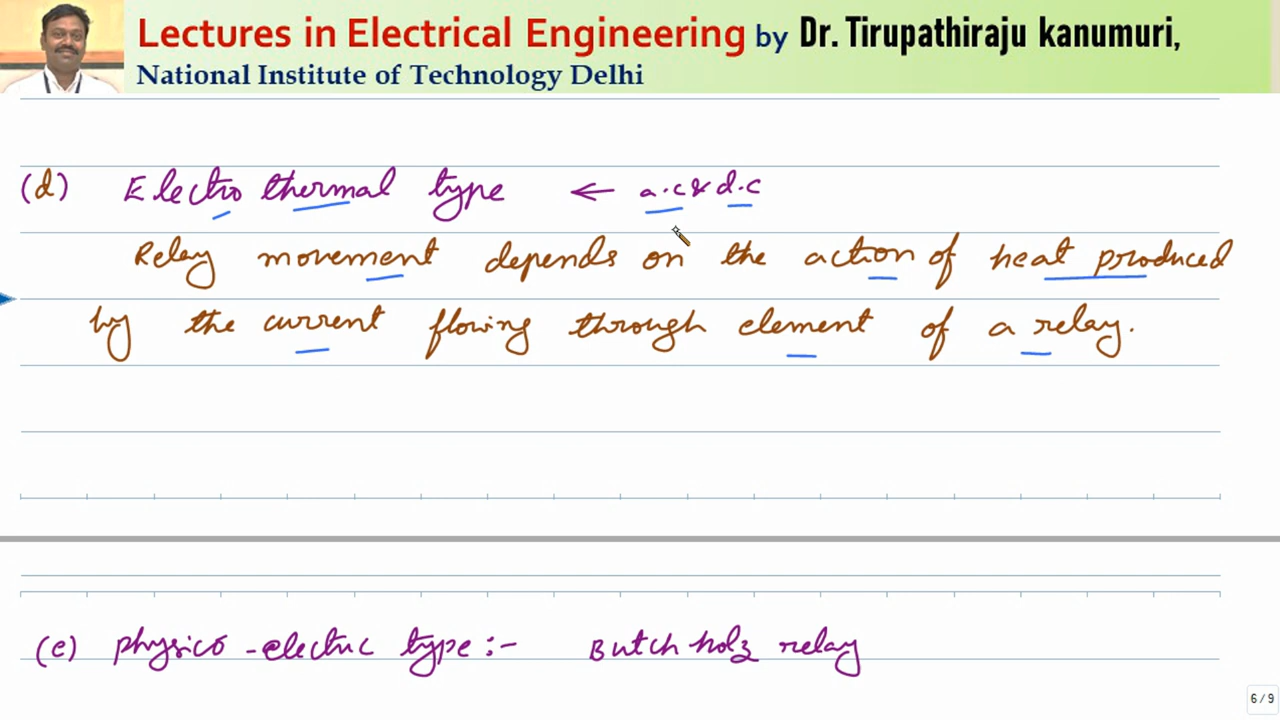 Lectures in Electrical Engineering by Dr. Tirupathiraju kanumuri,
National Institute of Technology Delhi
(d) Electro thermal type ← a.c & d.c
Relay movement depends on the action of heat produced
by the current flowing through element of a relay.
(e) physico-electric type :- Butchholz relay
6/9